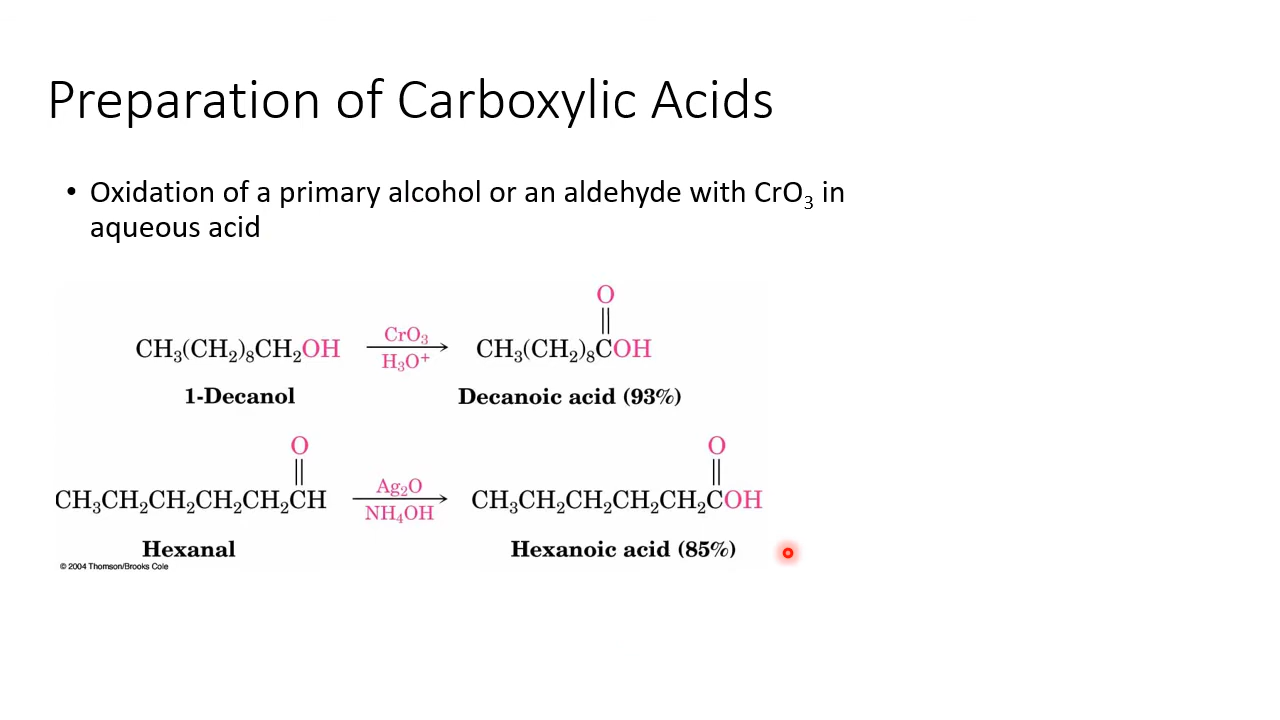 Preparation of Carboxylic Acids
• Oxidation of a primary alcohol or an aldehyde with CrO₃ in
aqueous acid
O
CH₃(CH₂)₈CH₂OH CrO₃ H₃O⁺ CH₃(CH₂)₈COH
1-Decanol Decanoic acid (93%)
O O
CH₃CH₂CH₂CH₂CH₂CH Ag₂O NH₄OH CH₃CH₂CH₂CH₂CH₂COH
Hexanal Hexanoic acid (85%)
© 2004 Thomson/Brooks Cole